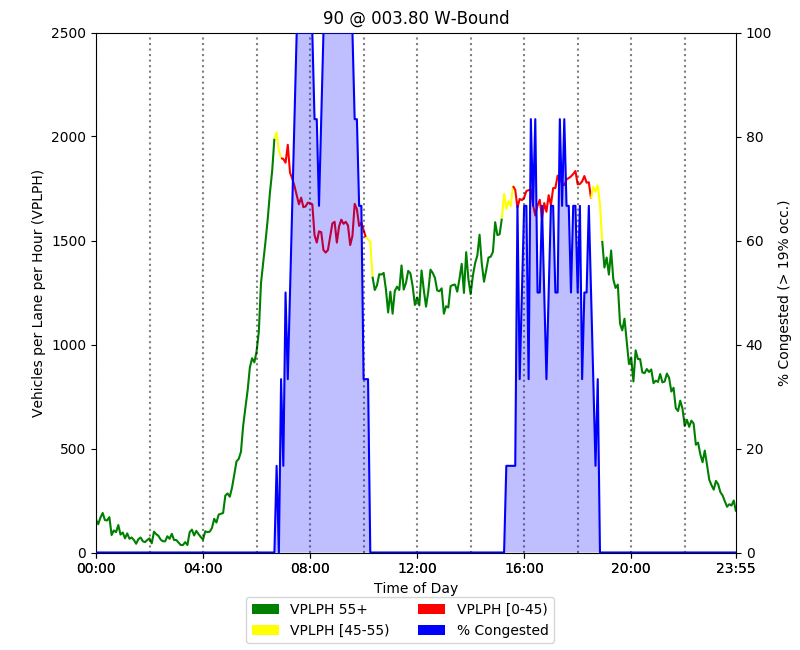 90 @ 003.80 W-Bound
2500
2000
1500
1000
500
0
Vehicles per Lane per Hour (VPLPH)
100
80
60
40
20
0
% Congested (> 19% occ.)
00:00 04:00 08:00 12:00 16:00 20:00 23:55
Time of Day
VPLPH 55+ VPLPH [0-45)
VPLPH [45-55) % Congested